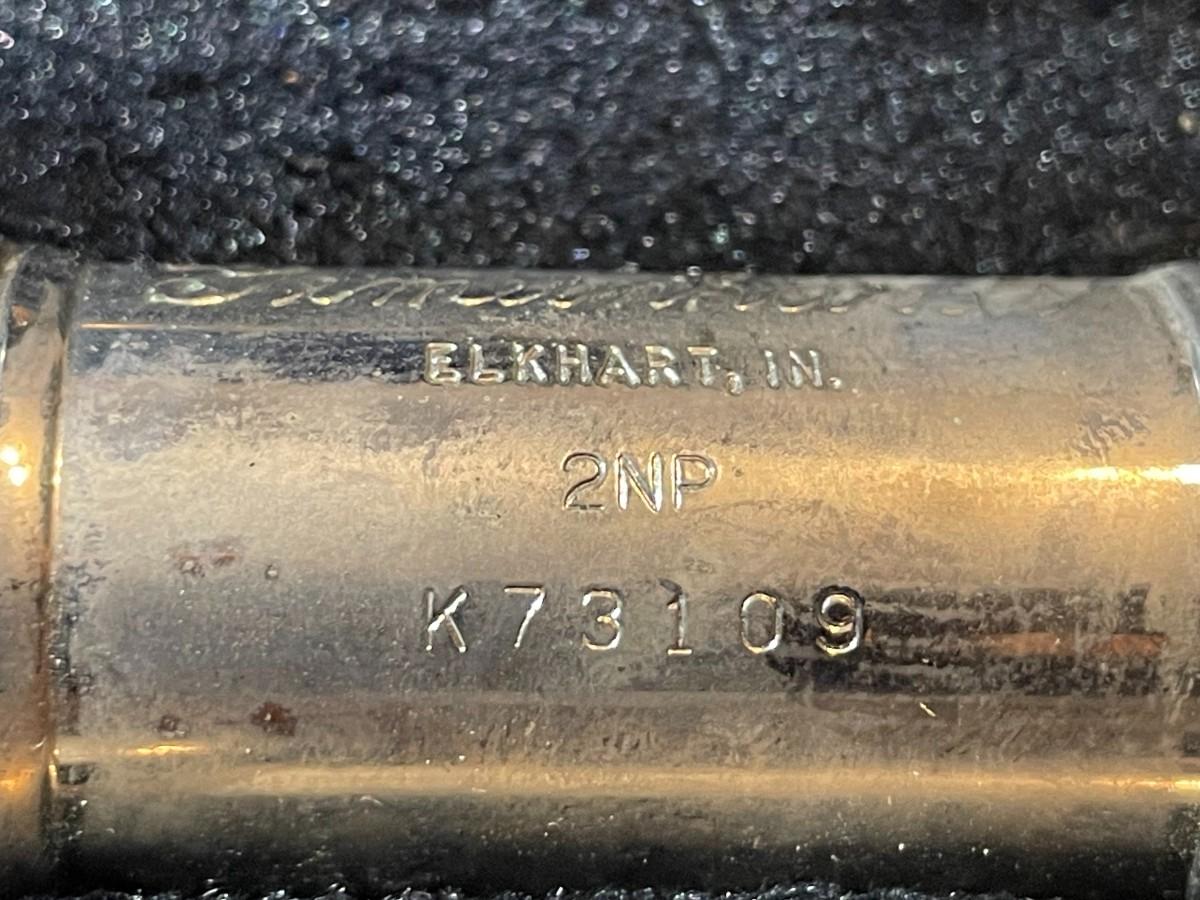 ELKHART, IN.
2NP
K73109